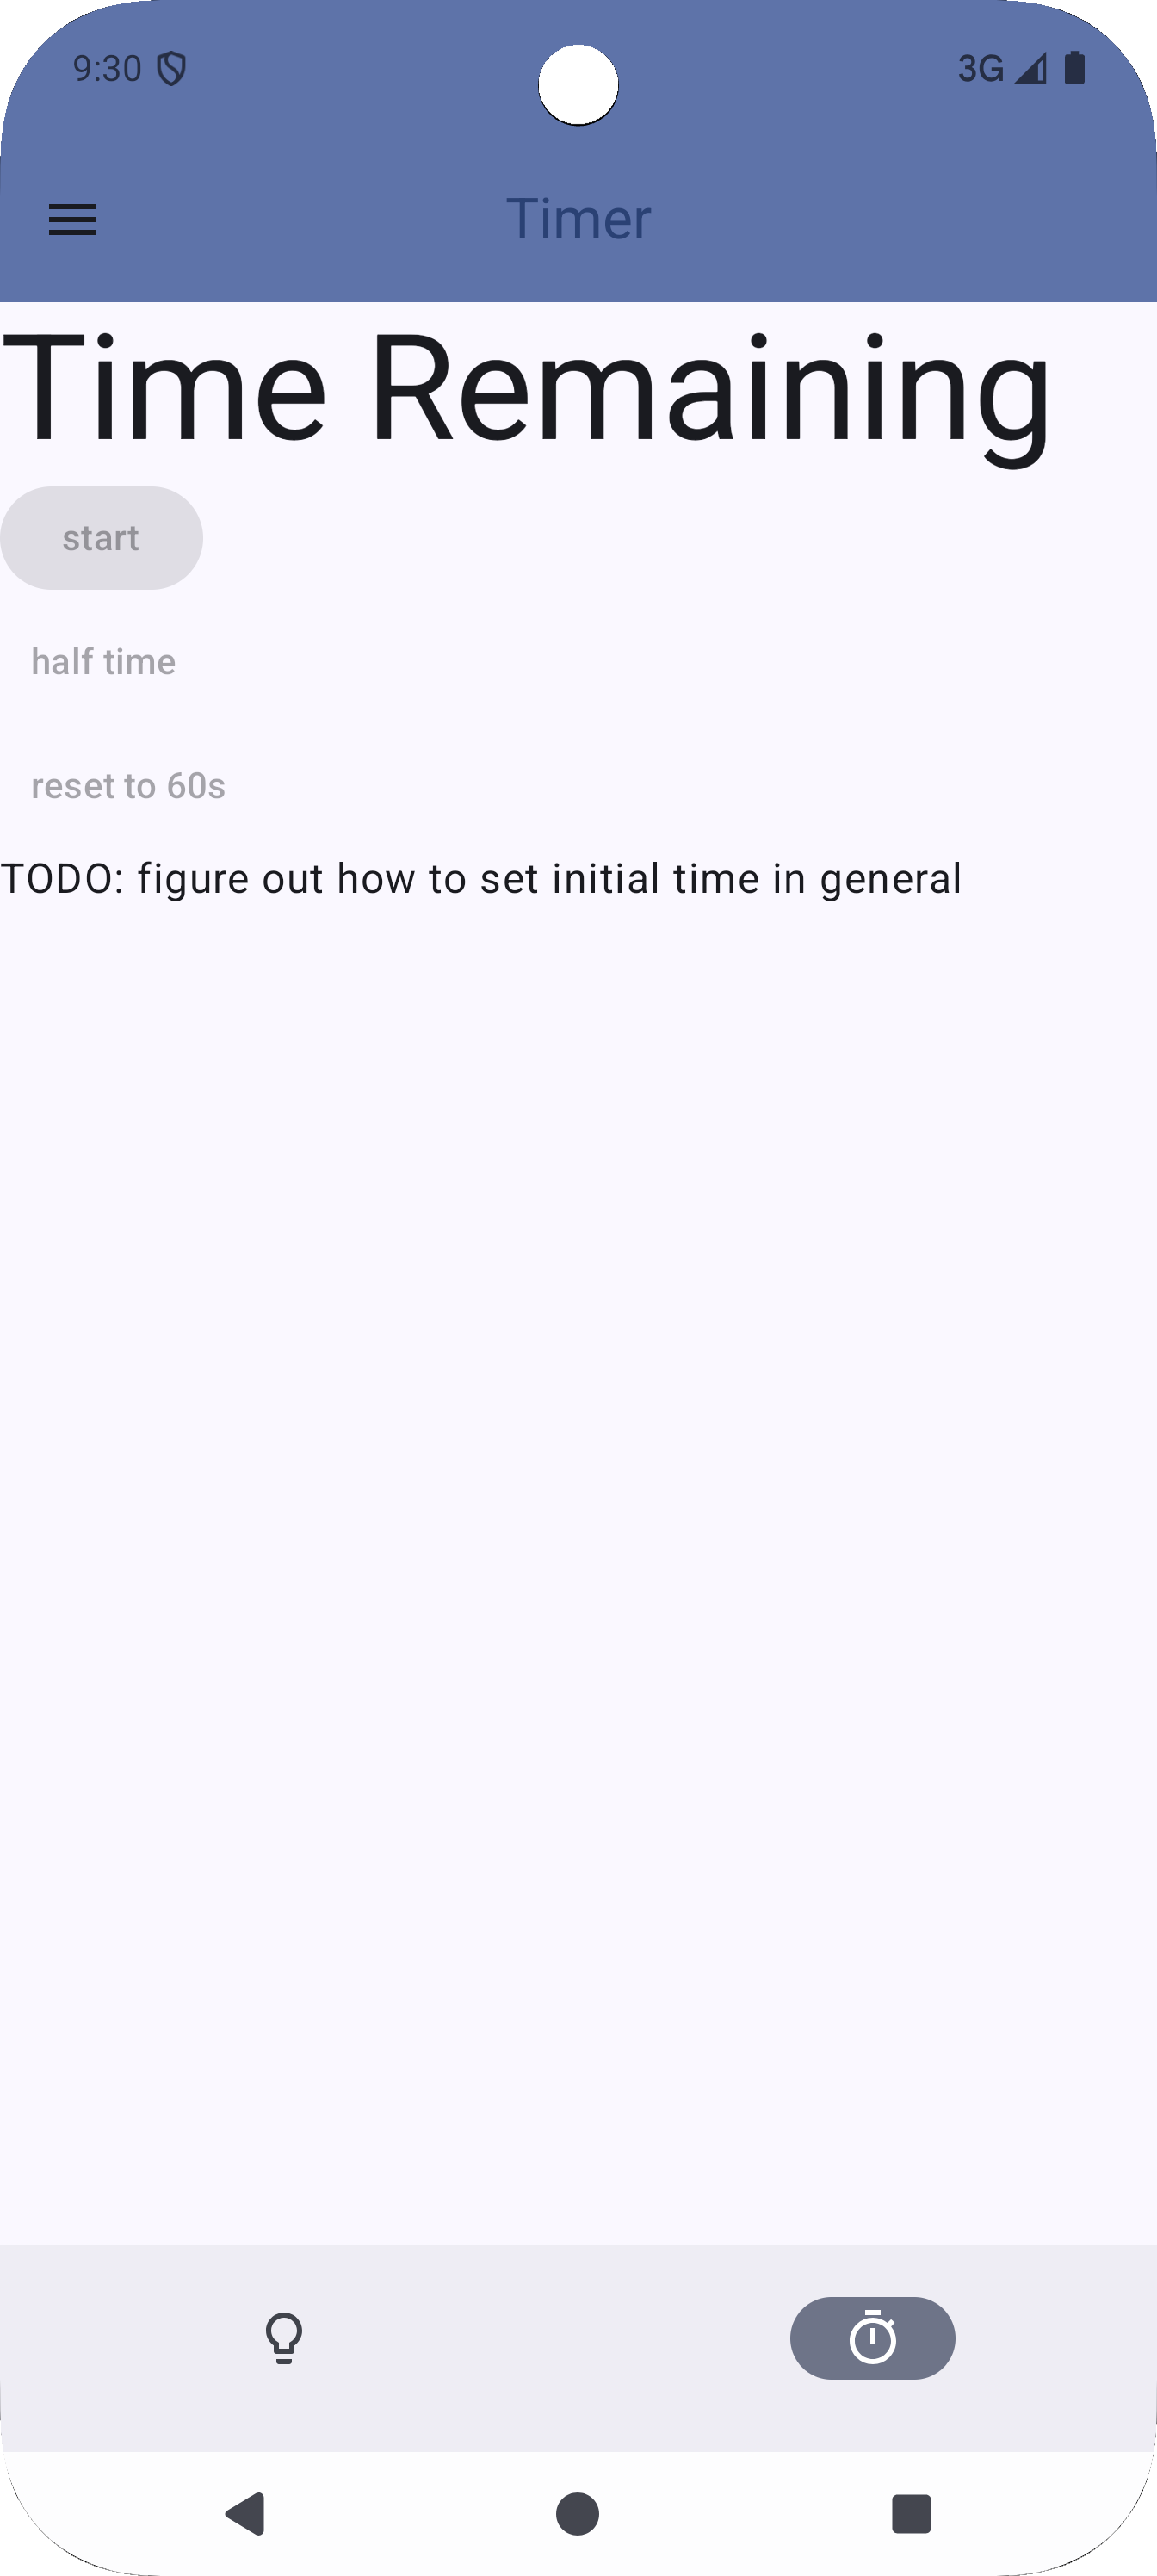 9:30 3G
Timer
Time Remaining
start
half time
reset to 60s
TODO: figure out how to set initial time in general